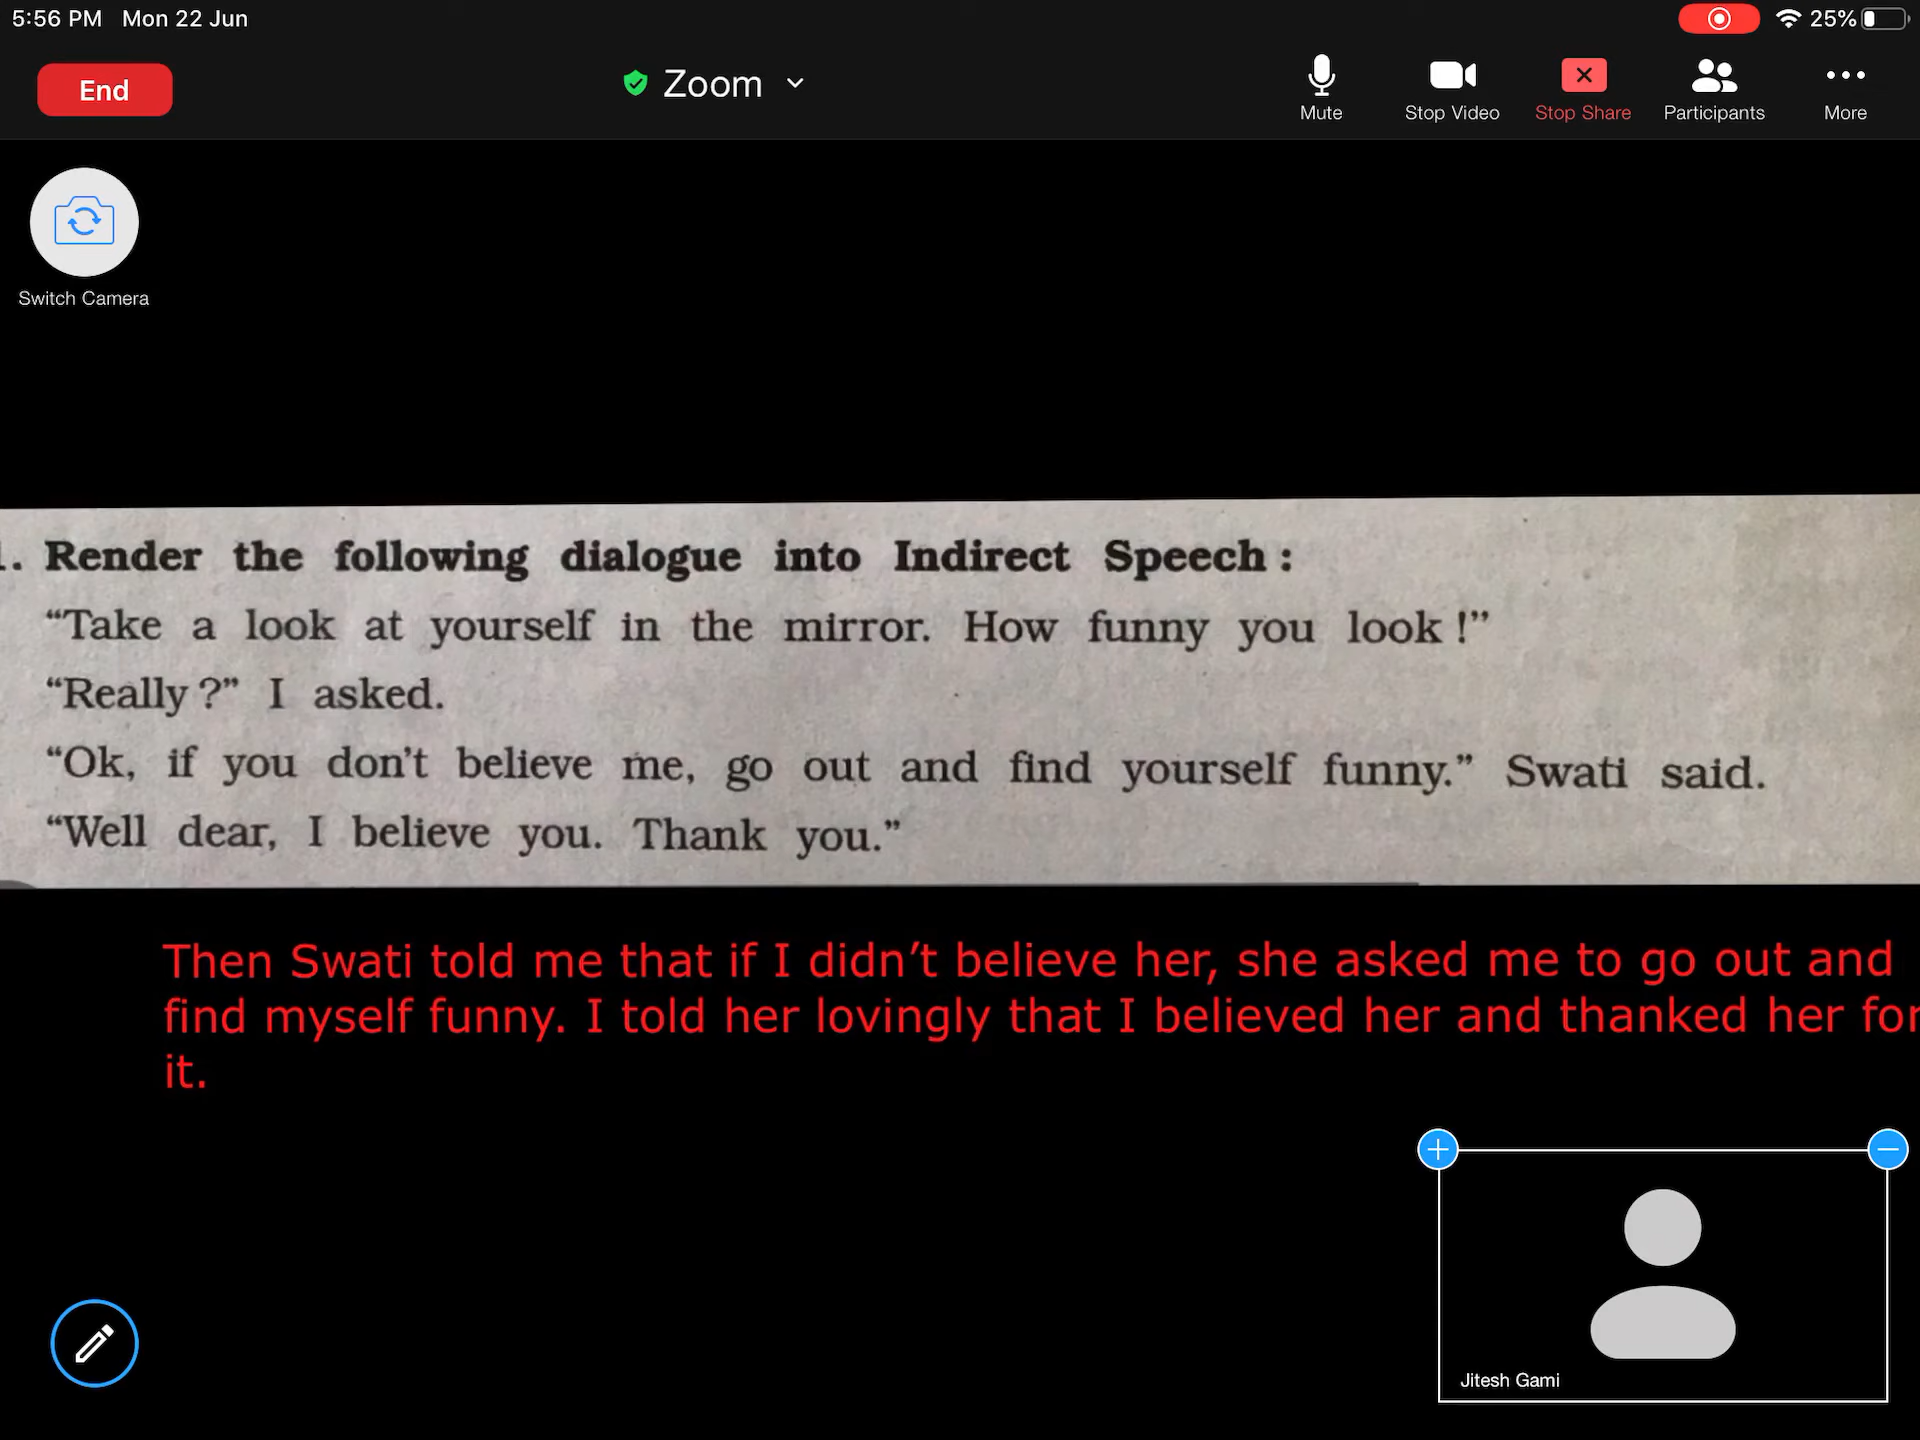 5:56 PM Mon 22 Jun
25%
End
Zoom
Mute
Stop Video
Stop Share
Participants
More
Switch Camera
. Render the following dialogue into Indirect Speech :
“Take a look at yourself in the mirror. How funny you look !”
“Really ?” I asked.
“Ok, if you don't believe me, go out and find yourself funny.” Swati said.
“Well dear, I believe you. Thank you.”
Then Swati told me that if I didn’t believe her, she asked me to go out and
find myself funny. I told her lovingly that I believed her and thanked her for
it.
Jitesh Gami